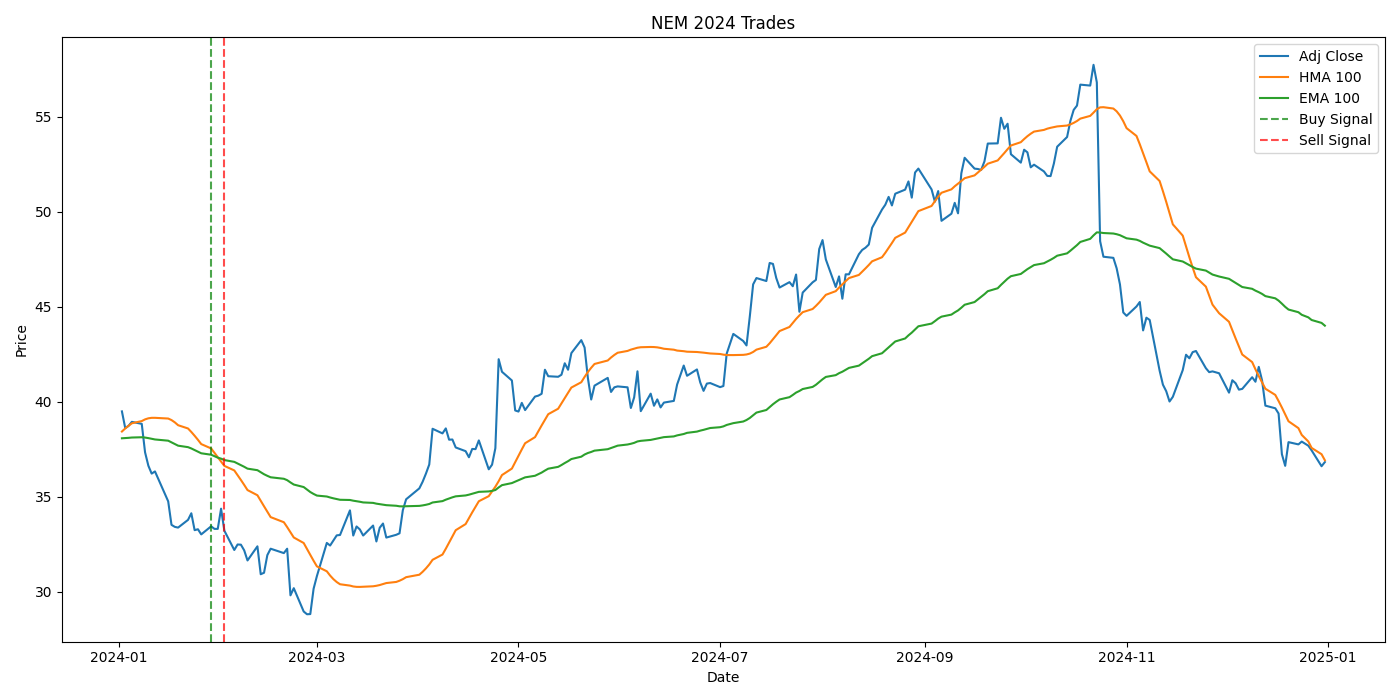 NEM 2024 Trades
Adj Close
HMA 100
EMA 100
Buy Signal
Sell Signal
Price
55
50
45
40
35
30
2024-01
2024-03
2024-05
2024-07
2024-09
2024-11
2025-01
Date